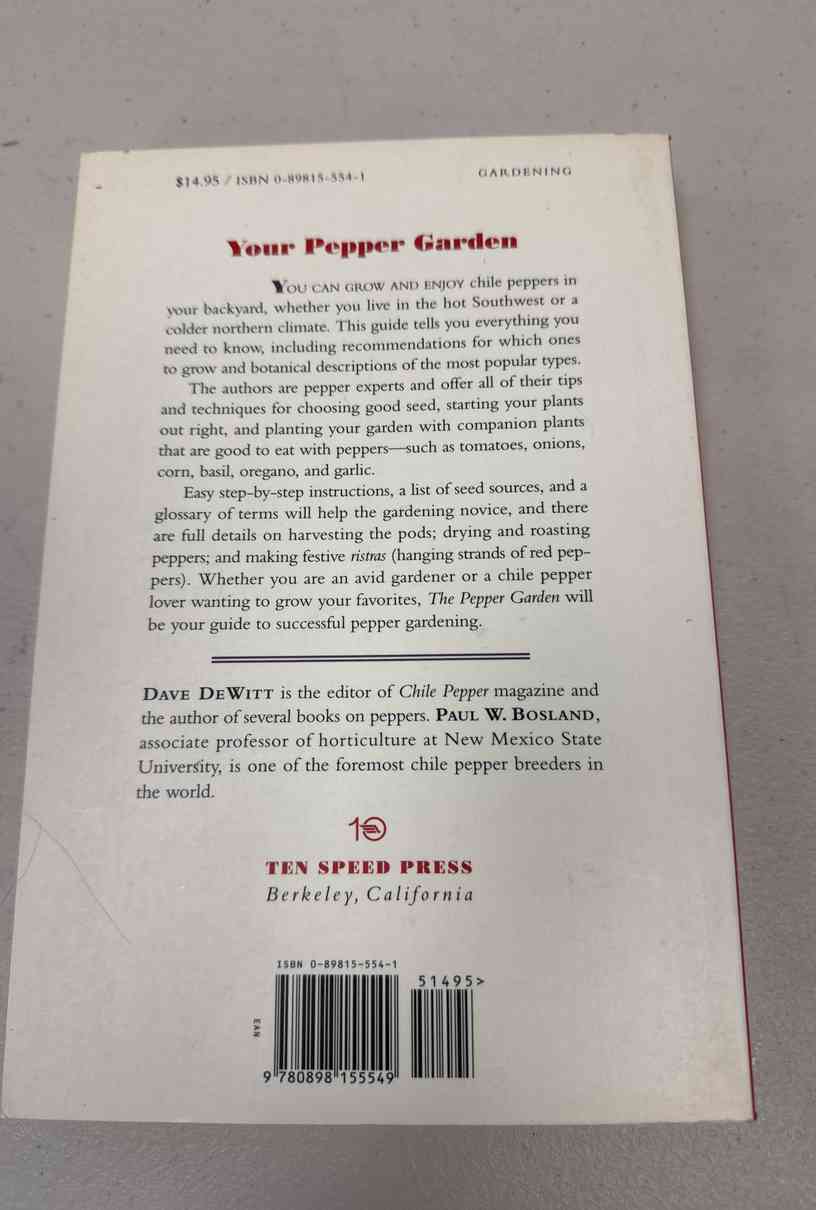 $14.95 / ISBN 0-89815-554-1
GARDENING
Your Pepper Garden
YOU CAN GROW AND ENJOY chile peppers in
your backyard, whether you live in the hot Southwest or a
colder northern climate. This guide tells you everything you
need to know, including recommendations for which ones
to grow and botanical descriptions of the most popular types.
The authors are pepper experts and offer all of their tips
and techniques for choosing good seed, starting your plants
out right, and planting your garden with companion plants
that are good to eat with peppers—such as tomatoes, onions,
corn, basil, oregano, and garlic.
Easy step-by-step instructions, a list of seed sources, and a
glossary of terms will help the gardening novice, and there
are full details on harvesting the pods; drying and roasting
peppers; and making festive ristras (hanging strands of red pep-
pers). Whether you are an avid gardener or a chile pepper
lover wanting to grow your favorites, The Pepper Garden will
be your guide to successful pepper gardening.
DAVE DEWITT is the editor of Chile Pepper magazine and
the author of several books on peppers. PAUL W. BOSLAND,
associate professor of horticulture at New Mexico State
University, is one of the foremost chile pepper breeders in
the world.
10
TEN SPEED PRESS
Berkeley, California
ISBN 0-89815-554-1
51495>
EAN
9 780898 155549